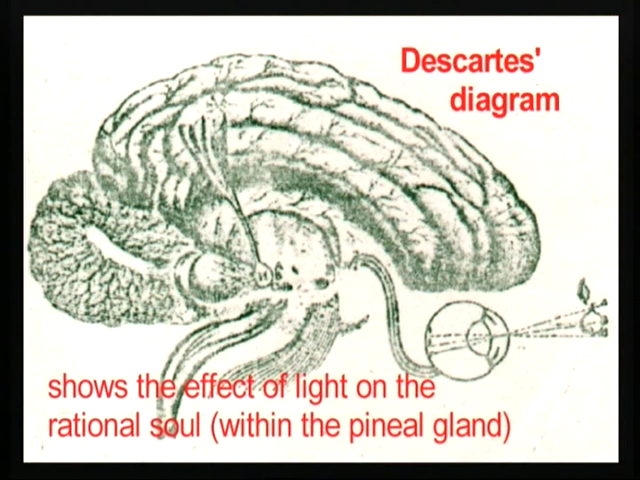 Descartes'
diagram
shows the effect of light on the
rational soul (within the pineal gland)